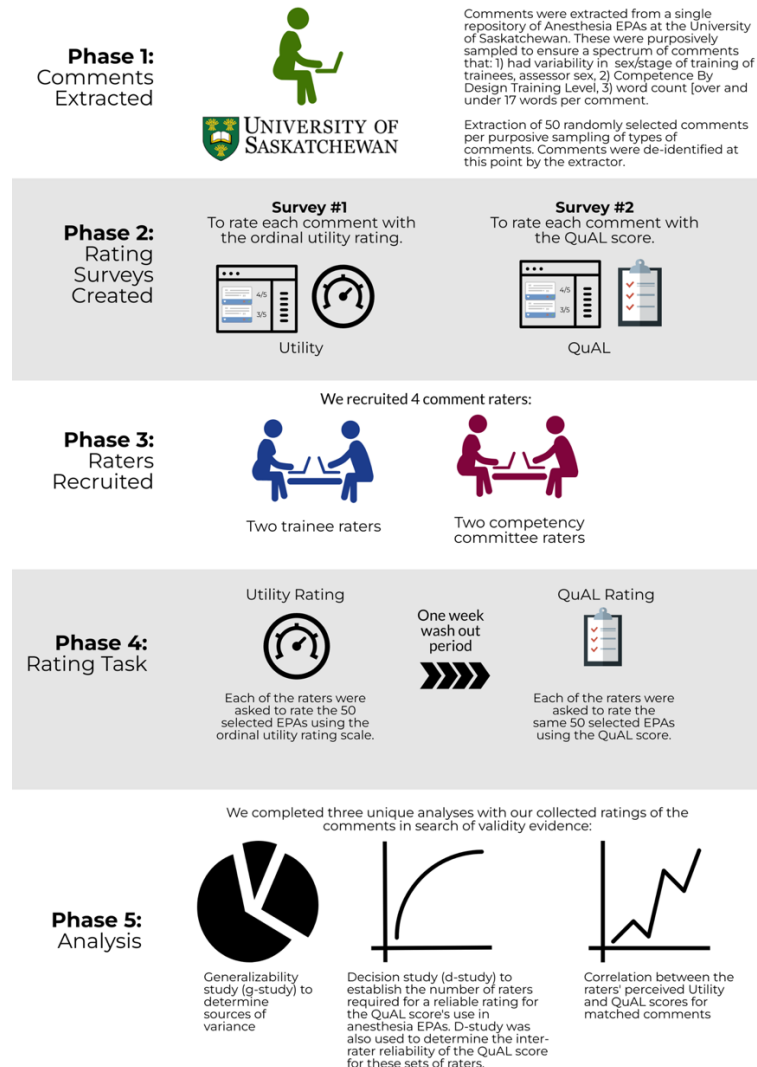 Phase 1:
Comments
Extracted
UNIVERSITY OF
SASKATCHEWAN
Comments were extracted from a single
repository of Anesthesia EPAs at the University
of Saskatchewan. These were purposively
sampled to ensure a spectrum of comments
that: 1) had variability in sex/stage of training of
trainees, assessor sex, 2) Competence By
Design Training Level, 3) word count [over and
under 17 words per comment.
Extraction of 50 randomly selected comments
per purposive sampling of types of
comments. Comments were de-identified at
this point by the extractor.
Phase 2:
Rating
Surveys
Created
Survey #1
To rate each comment with
the ordinal utility rating.
4/5
3/5
Utility
Survey #2
To rate each comment with
the QuAL score.
4/5
3/5
QuAL
Phase 3:
Raters
Recruited
We recruited 4 comment raters:
Two trainee raters
Two competency
committee raters
Phase 4:
Rating Task
Utility Rating
Each of the raters were
asked to rate the 50
selected EPAs using the
ordinal utility rating scale.
One week
wash out
period
QuAL Rating
Each of the raters were
asked to rate the
same 50 selected EPAs
using the QuAL score.
Phase 5:
Analysis
We completed three unique analyses with our collected ratings of the
comments in search of validity evidence:
Generalizability
study (g-study) to
determine
sources of
variance
Decision study (d-study) to
establish the number of raters
required for a reliable rating for
the QuAL score's use in
anesthesia EPAs. D-study was
also used to determine the inter-
rater reliability of the QuAL score
for these sets of raters.
Correlation between the
raters' perceived Utility
and QuAL scores for
matched comments